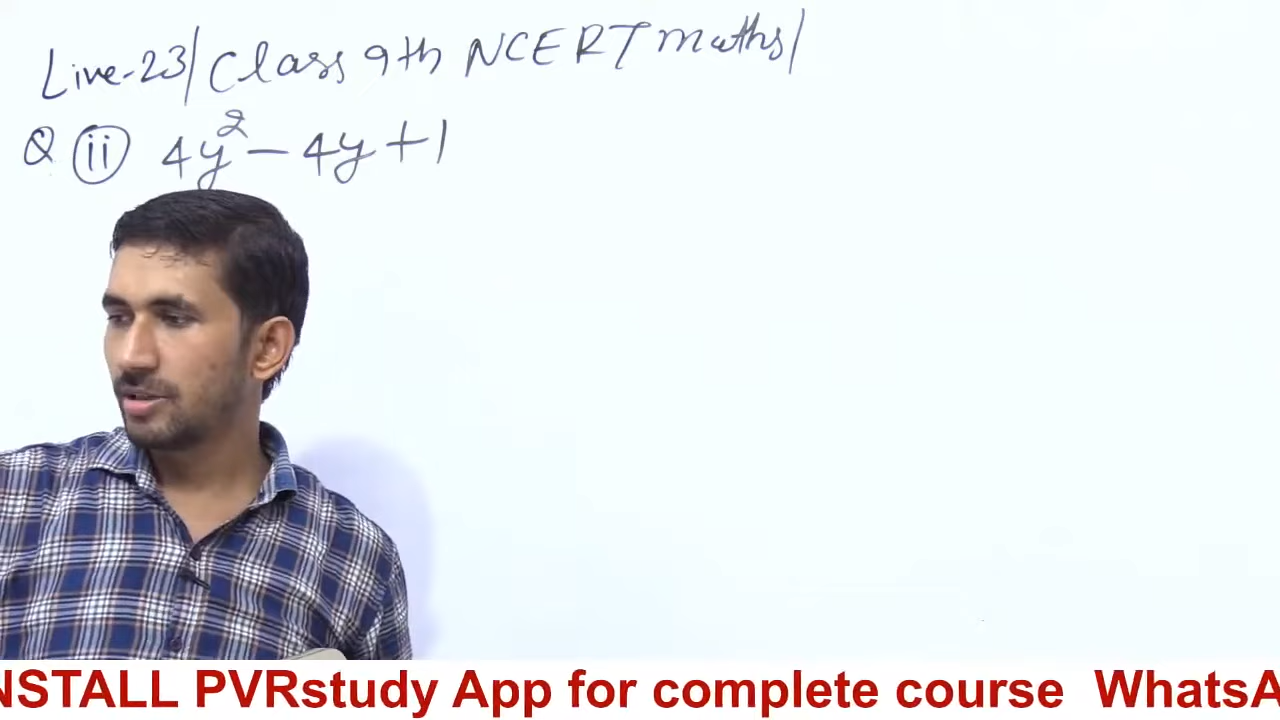 Live-23/Class 9th NCERT maths/
Q (ii) 4y² - 4y + 1
NSTALL PVRstudy App for complete course WhatsA